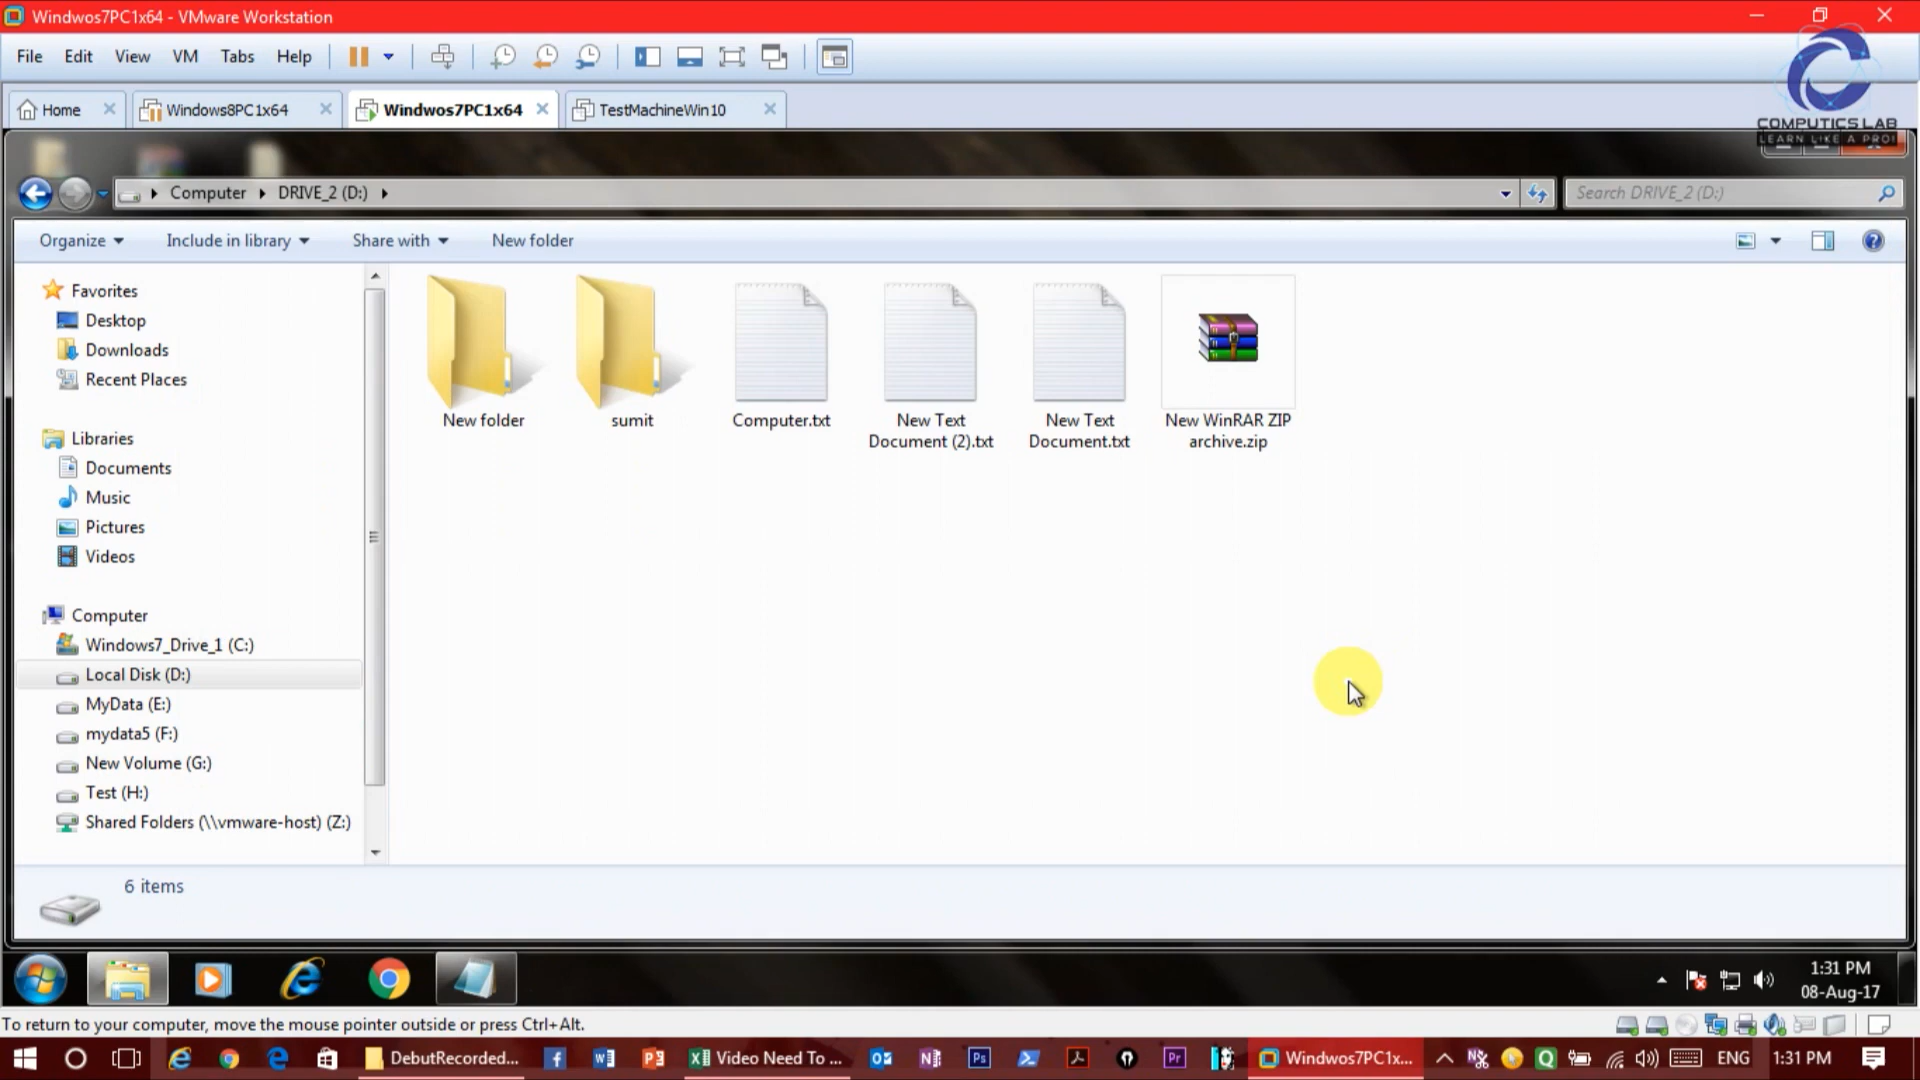 Windwos7PC1x64 - VMware Workstation
File Edit View VM Tabs Help
Home Windows8PC1x64 Windwos7PC1x64 TestMachineWin10
COMPUTICS LAB
LEARN LIKE A PRO!
Computer DRIVE_2 (D:) Search DRIVE_2 (D:)
Organize Include in library Share with New folder
Favorites
Desktop
Downloads
Recent Places
Libraries
Documents
Music
Pictures
Videos
Computer
Windows7_Drive_1 (C:)
Local Disk (D:)
MyData (E:)
mydata5 (F:)
New Volume (G:)
Test (H:)
Shared Folders (\\vmware-host) (Z:)
New folder
sumit
Computer.txt
New Text
Document (2).txt
New Text
Document.txt
New WinRAR ZIP
archive.zip
6 items
1:31 PM
08-Aug-17
To return to your computer, move the mouse pointer outside or press Ctrl+Alt.
DebutRecorded... Video Need To ... Ps Pr Windwos7PC1x... ENG 1:31 PM